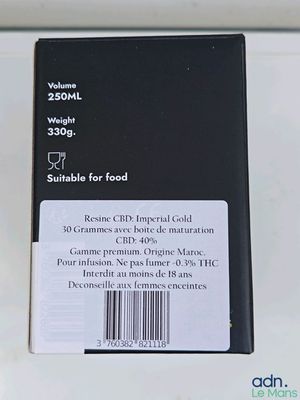 Volume
250ML
Weight
330g.
Suitable for food
Resine CBD: Imperial Gold
30 Grammes avec boite de maturation
CBD: 40%
Gamme premium. Origine Maroc.
Pour infusion. Ne pas fumer -0.3% THC
Interdit au moins de 18 ans
Deconseille aux femmes enceintes
3 760382 821118
adn.
Le Mans